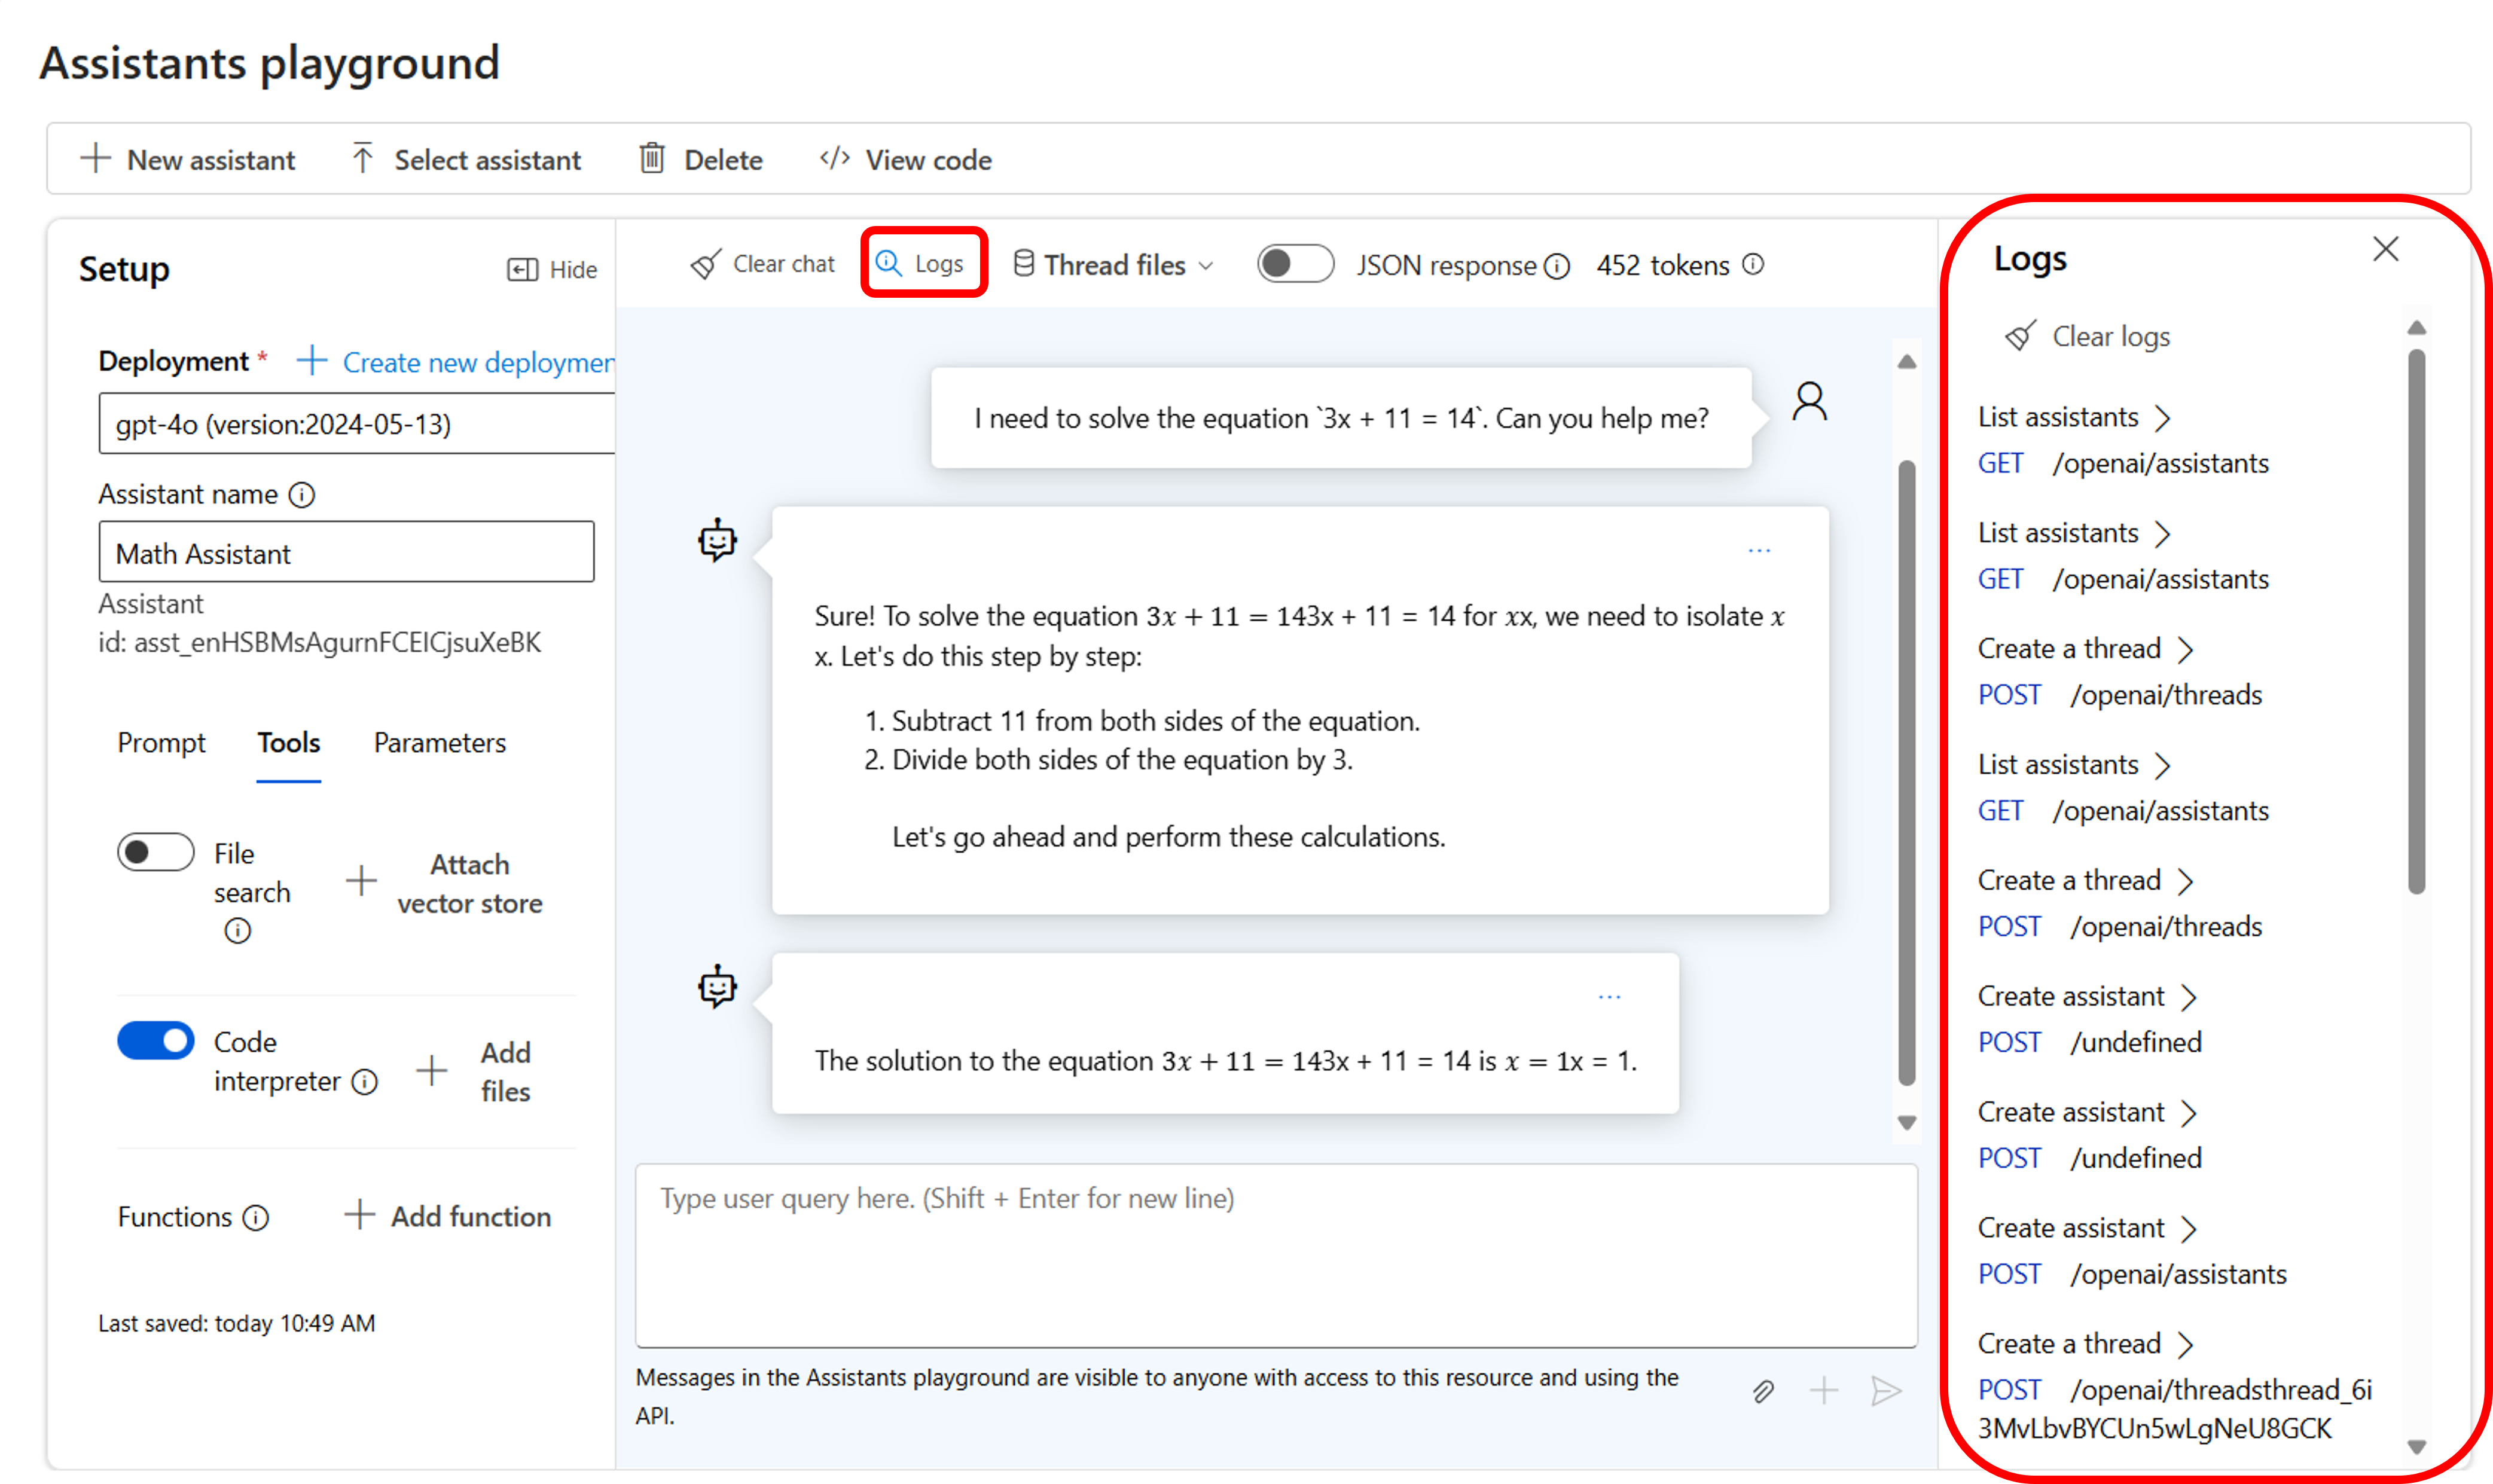 Assistants playground
New assistant Select assistant Delete </> View code
Setup Hide
Deployment * Create new deploymen
gpt-4o (version:2024-05-13)
Assistant name
Math Assistant
Assistant
id: asst_enHSBMsAgurnFCEICjsuXeBK
Prompt Tools Parameters
File
search
Attach
vector store
Code
interpreter
Add
files
Functions Add function
Last saved: today 10:49 AM
Clear chat Logs Thread files JSON response 452 tokens
I need to solve the equation `3x + 11 = 14`. Can you help me?
...
Sure! To solve the equation 3x + 11 = 143x + 11 = 14 for xx, we need to isolate x
x. Let's do this step by step:
1. Subtract 11 from both sides of the equation.
2. Divide both sides of the equation by 3.
Let's go ahead and perform these calculations.
...
The solution to the equation 3x + 11 = 143x + 11 = 14 is x = 1x = 1.
Type user query here. (Shift + Enter for new line)
Messages in the Assistants playground are visible to anyone with access to this resource and using the
API.
Logs
Clear logs
List assistants
GET /openai/assistants
List assistants
GET /openai/assistants
Create a thread
POST /openai/threads
List assistants
GET /openai/assistants
Create a thread
POST /openai/threads
Create assistant
POST /undefined
Create assistant
POST /undefined
Create assistant
POST /openai/assistants
Create a thread
POST /openai/threadsthread_6i
3MvLbvBYCUn5wLgNeU8GCK